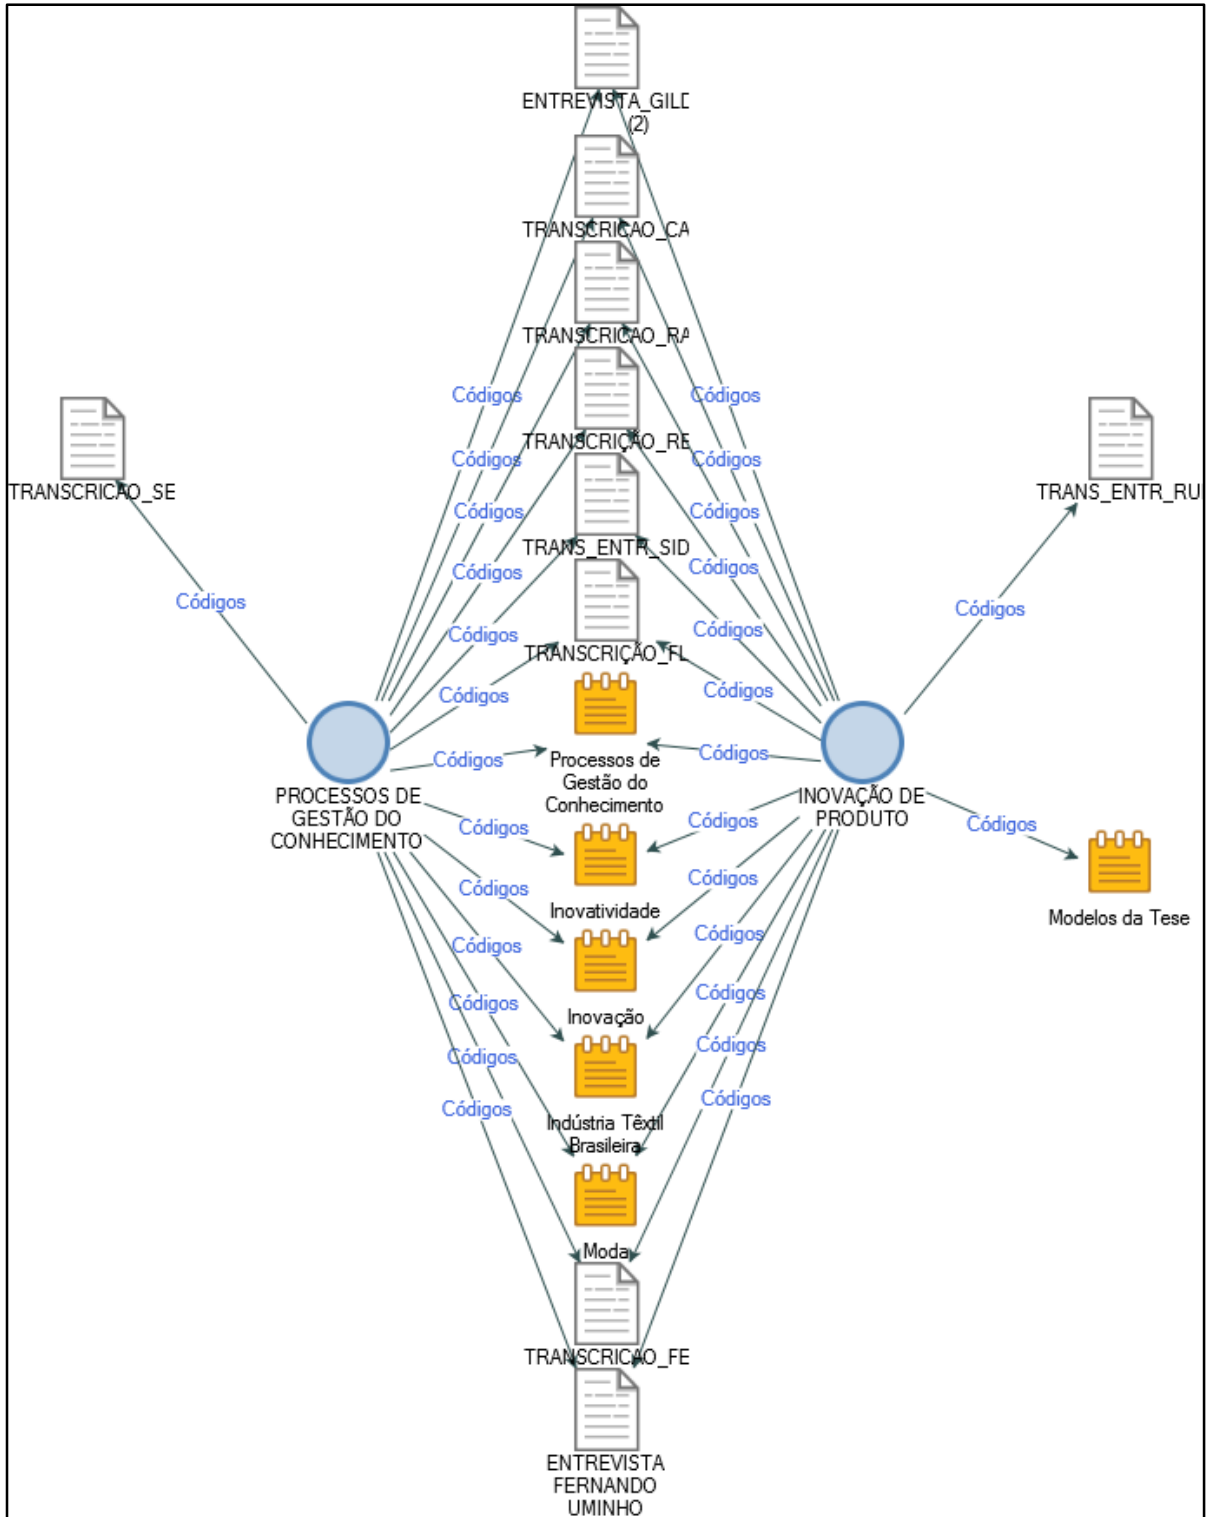 ENTREVISTA_GILD
(2)
TRANSCRICAO_CA
TRANSCRICAO_RA
Códigos
Códigos
TRANSCRIÇÃO_RE
Códigos
Códigos
TRANSCRICAO_SE
TRANS_ENTR_RU
Códigos
Códigos
TRANS_ENTR_SID
Códigos
Códigos
Códigos
Códigos
Códigos
Códigos
TRANSCRIÇÃO_FL
Códigos
Códigos
Códigos
Códigos
Processos de
Gestão do
Conhecimento
PROCESSOS DE
GESTÃO DO
CONHECIMENTO
INOVAÇÃO DE
PRODUTO
Códigos
Códigos
Códigos
Códigos
Códigos
Inovatividade
Modelos da Tese
Códigos
Códigos
Códigos
Códigos
Inovação
Códigos
Códigos
Códigos
Códigos
Indústria Têxtil
Brasileira
Moda
TRANSCRICAO_FE
ENTREVISTA
FERNANDO
UMINHO